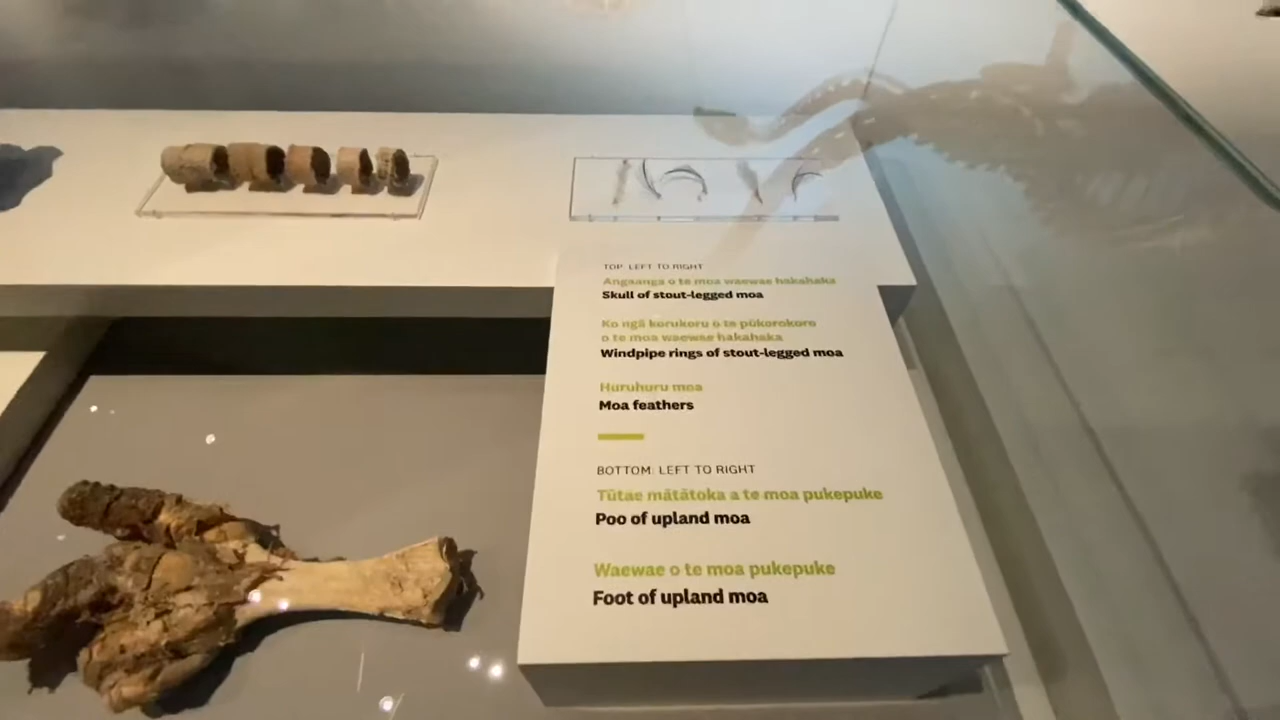 TOP: LEFT TO RIGHT
Angaanga o te moa waewae hakahaka
Skull of stout-legged moa
Ko ngā korukoru o te pūkorokoro
o te moa waewae hakahaka
Windpipe rings of stout-legged moa
Huruhuru moa
Moa feathers
BOTTOM: LEFT TO RIGHT
Tūtae mātātoka a te moa pukepuke
Poo of upland moa
Waewae o te moa pukepuke
Foot of upland moa